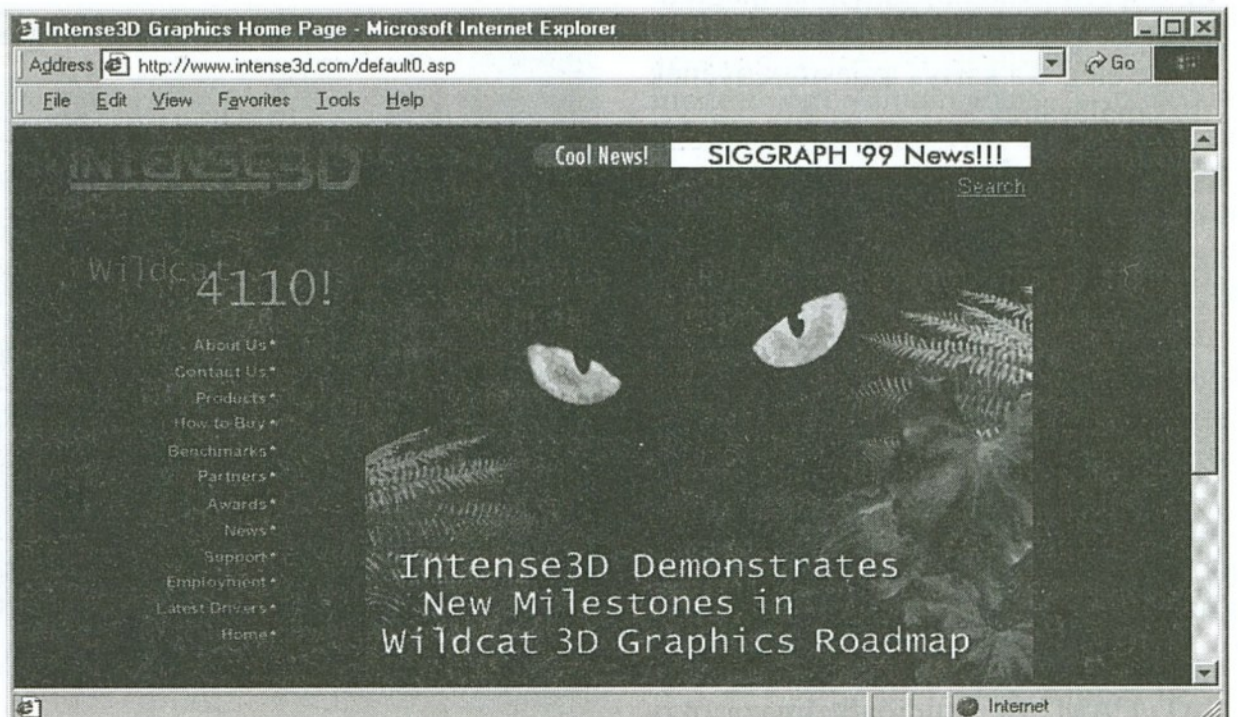 Intense3D Graphics Home Page - Microsoft Internet Explorer
Address http://www.intense3d.com/default0.asp Go
File Edit View Favorites Tools Help
INTENSE3D
Cool News! SIGGRAPH '99 News!!!
Search
Wildcat
4110!
About Us*
Contact Us*
Products*
How to Buy*
Benchmarks*
Partners*
Awards*
News*
Support*
Employment*
Latest Drivers*
Home*
Intense3D Demonstrates
New Milestones in
Wildcat 3D Graphics Roadmap
Internet